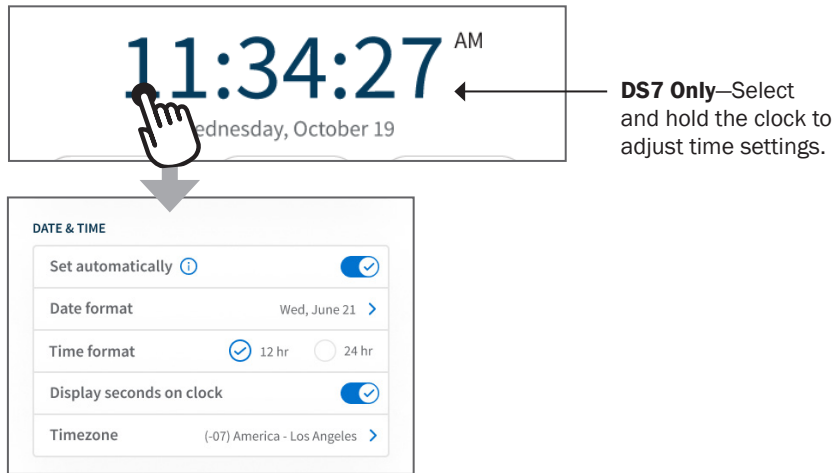 11:34:27 AM
ednesday, October 19
DS7 Only—Select
and hold the clock to
adjust time settings.
DATE & TIME
Set automatically
Date format Wed, June 21
Time format 12 hr 24 hr
Display seconds on clock
Timezone (-07) America - Los Angeles